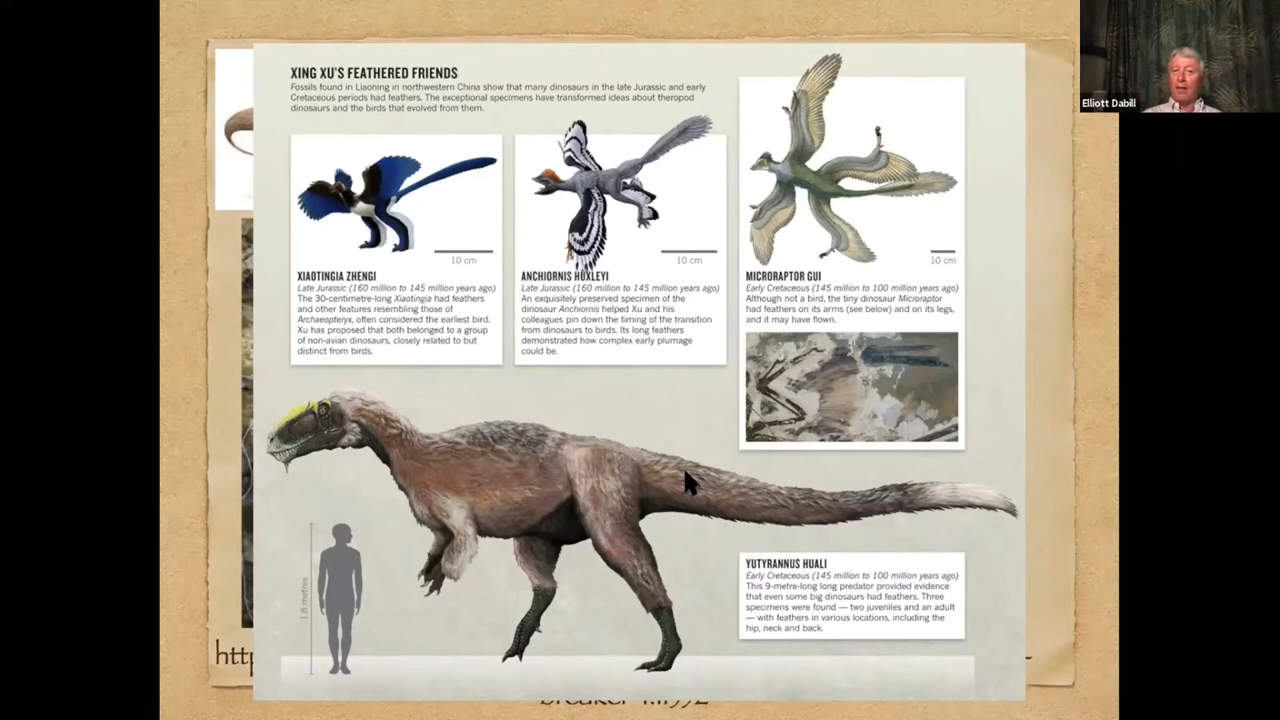 XING XU'S FEATHERED FRIENDS
Fossils found in Liaoning in northwestern China show that many dinosaurs in the late Jurassic and early
Cretaceous periods had feathers. The exceptional specimens have transformed ideas about theropod
dinosaurs and the birds that evolved from them.
Elliott Dabill
10 cm
XIAOTINGIA ZHENGI
Late Jurassic (160 million to 145 million years ago)
The 30-centimetre-long Xiaotingia had feathers
and other features resembling those of
Archaeopteryx, often considered the earliest bird.
Xu has proposed that both belonged to a group
of non-avian dinosaurs, closely related to but
distinct from birds.
10 cm
ANCHIORNIS HUXLEYI
Late Jurassic (160 million to 145 million years ago)
An exquisitely preserved specimen of the
dinosaur Anchiornis helped Xu and his
colleagues pin down the timing of the transition
from dinosaurs to birds. Its long feathers
demonstrated how complex early plumage
could be.
10 cm
MICRORAPTOR GUI
Early Cretaceous (145 million to 100 million years ago)
Although not a bird, the tiny dinosaur Microraptor
had feathers on its arms (see below) and on its legs,
and it may have flown.
1.8 metres
YUTYRANNUS HUALI
Early Cretaceous (145 million to 100 million years ago)
This 9-metre-long long predator provided evidence
that even some big dinosaurs had feathers. Three
specimens were found — two juveniles and an adult
— with feathers in various locations, including the
hip, neck and back.
http